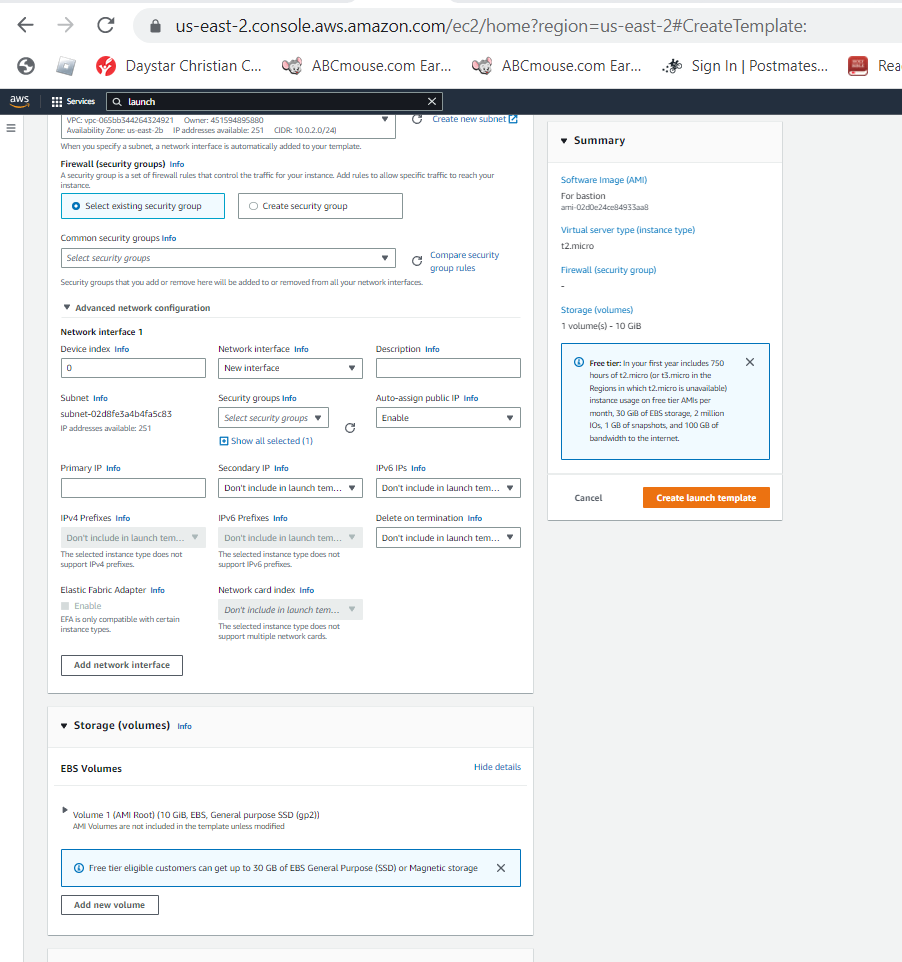 us-east-2.console.aws.amazon.com/ec2/home?region=us-east-2#CreateTemplate:
Daystar Christian C... ABCmouse.com Ear... ABCmouse.com Ear... Sign In | Postmates... Rea
aws Services launch
VPC: vpc-065bb344264324921 Owner: 451594895880
Availability Zone: us-east-2b IP addresses available: 251 CIDR: 10.0.2.0/24)
Create new subnet
When you specify a subnet, a network interface is automatically added to your template.
Firewall (security groups) Info
A security group is a set of firewall rules that control the traffic for your instance. Add rules to allow specific traffic to reach your
instance.
Select existing security group
Create security group
Common security groups Info
Select security groups
Compare security
group rules
Security groups that you add or remove here will be added to or removed from all your network interfaces.
Advanced network configuration
Network interface 1
Device index Info
Network interface Info
Description Info
0
New interface
Subnet Info
Security groups Info
Auto-assign public IP Info
subnet-02d8fe3a4b4fa5c83
IP addresses available: 251
Select security groups
Enable
Show all selected (1)
Primary IP Info
Secondary IP Info
IPv6 IPs Info
Don't include in launch tem...
Don't include in launch tem...
IPv4 Prefixes Info
IPv6 Prefixes Info
Delete on termination Info
Don't include in launch tem...
Don't include in launch tem...
Don't include in launch tem...
The selected instance type does not
support IPv4 prefixes.
The selected instance type does not
support IPv6 prefixes.
Elastic Fabric Adapter Info
Network card index Info
Enable
EFA is only compatible with certain
instance types.
Don't include in launch tem...
The selected instance type does not
support multiple network cards.
Add network interface
Storage (volumes) Info
EBS Volumes
Hide details
Volume 1 (AMI Root) (10 GiB, EBS, General purpose SSD (gp2))
AMI Volumes are not included in the template unless modified
Free tier eligible customers can get up to 30 GB of EBS General Purpose (SSD) or Magnetic storage
Add new volume
Summary
Software Image (AMI)
For bastion
ami-02d0e24ce84933aa8
Virtual server type (instance type)
t2.micro
Firewall (security group)
-
Storage (volumes)
1 volume(s) - 10 GiB
Free tier: In your first year includes 750
hours of t2.micro (or t3.micro in the
Regions in which t2.micro is unavailable)
instance usage on free tier AMIs per
month, 30 GiB of EBS storage, 2 million
IOs, 1 GB of snapshots, and 100 GB of
bandwidth to the internet.
Cancel
Create launch template